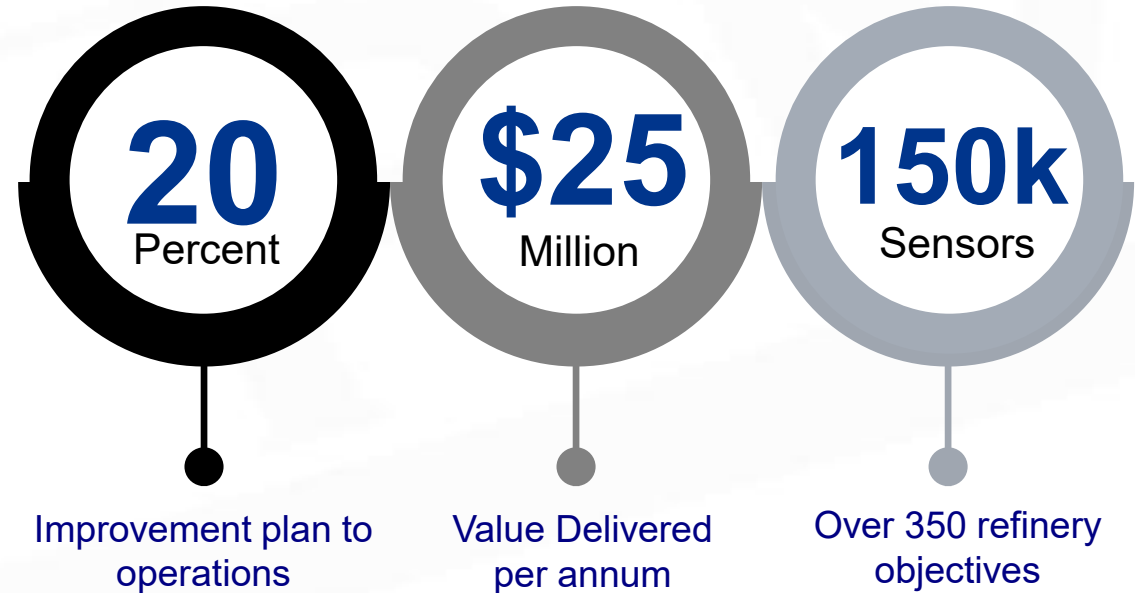 20
Percent
Improvement plan to
operations
$25
Million
Value Delivered
per annum
150k
Sensors
Over 350 refinery
objectives